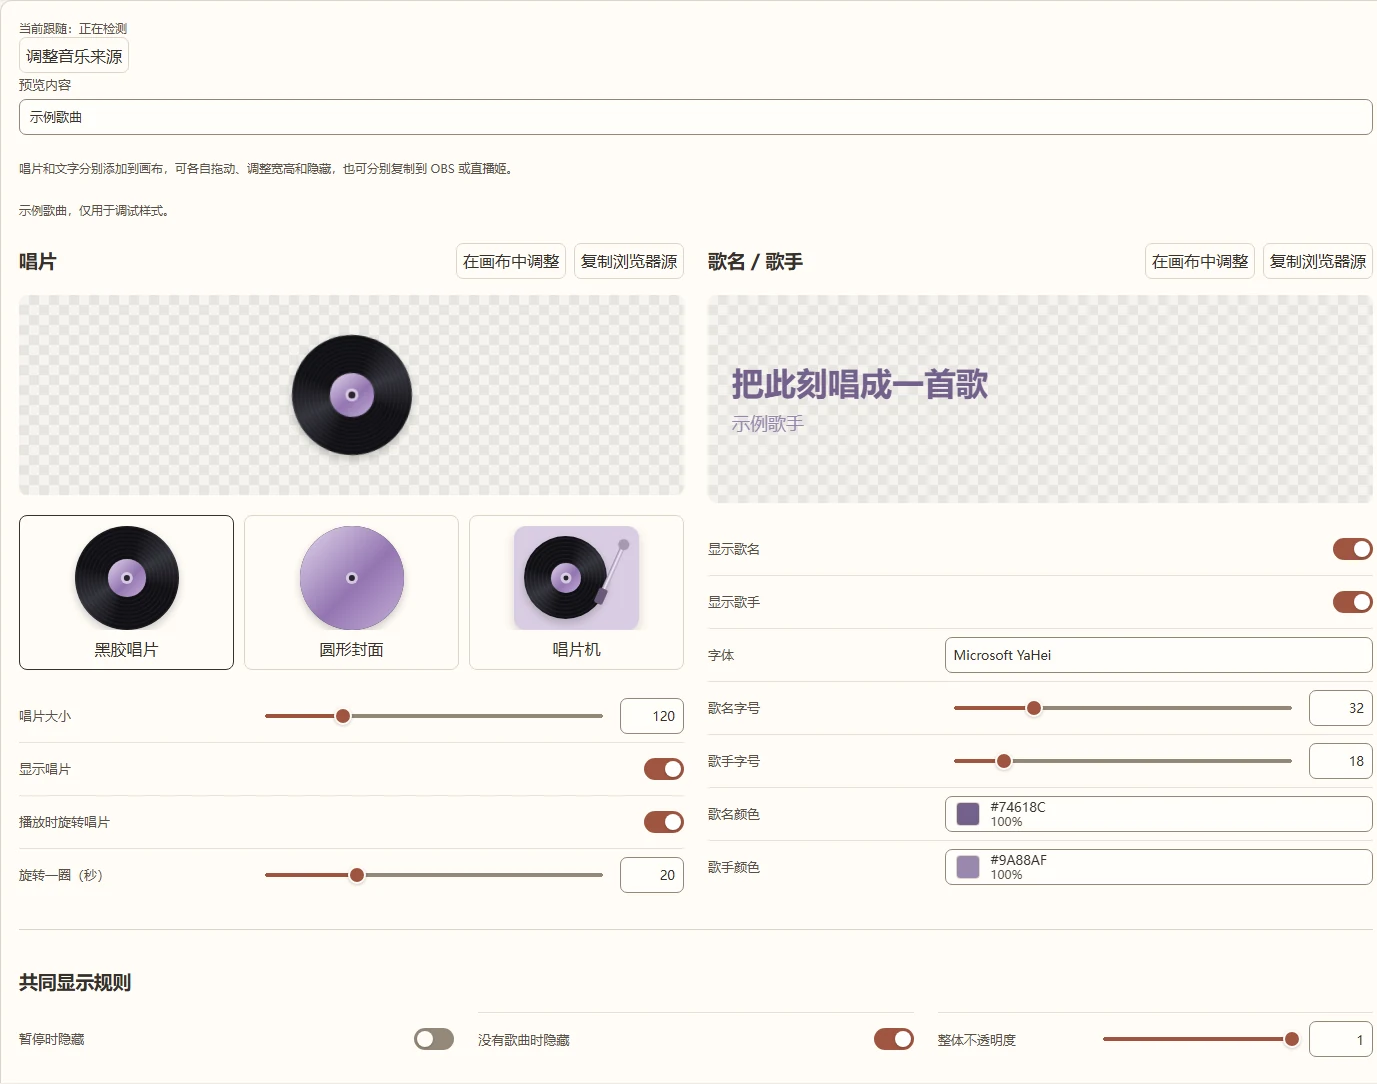 当前跟随：正在检测
调整音乐来源
预览内容
示例歌曲
唱片和文字分别添加到画布，可各自拖动、调整宽高和隐藏，也可分别复制到 OBS 或直播姬。
示例歌曲，仅用于调试样式。
唱片
在画布中调整
复制浏览器源
黑胶唱片
圆形封面
唱片机
唱片大小
120
显示唱片
播放时旋转唱片
旋转一圈（秒）
20
歌名 / 歌手
在画布中调整
复制浏览器源
把此刻唱成一首歌
示例歌手
显示歌名
显示歌手
字体
Microsoft YaHei
歌名字号
32
歌手字号
18
歌名颜色
#74618C
100%
歌手颜色
#9A88AF
100%
共同显示规则
暂停时隐藏
没有歌曲时隐藏
整体不透明度
1